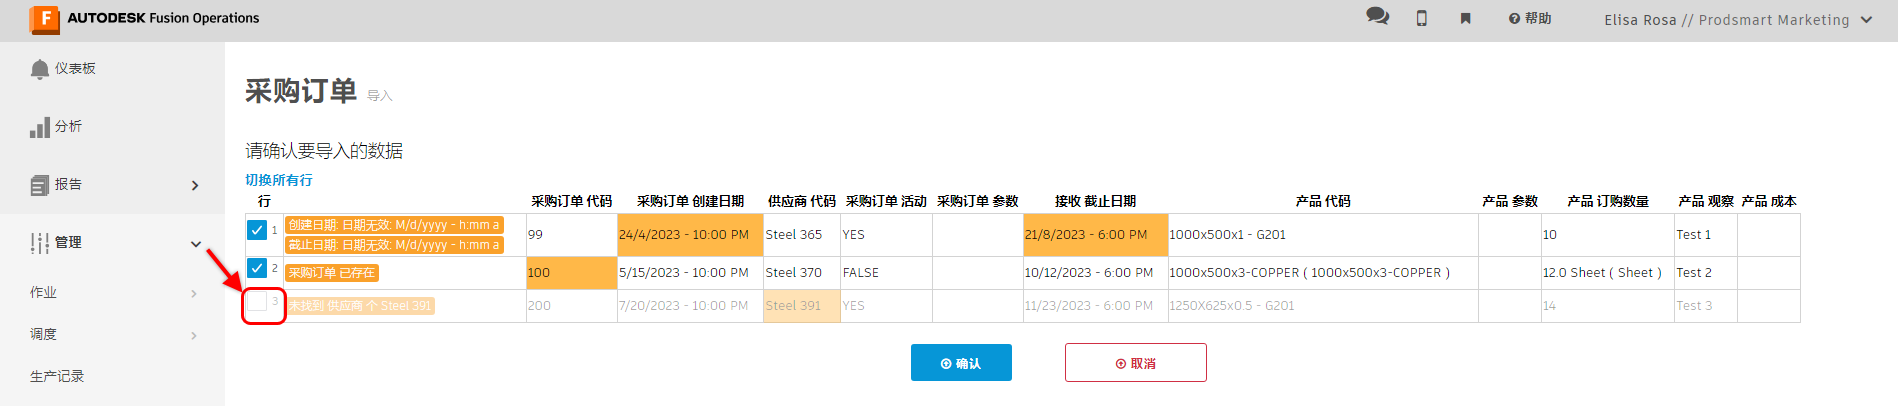 AUTODESK Fusion Operations
帮助
Elisa Rosa // Prodsmart Marketing
仪表板
分析
报告
管理
作业
调度
生产记录
采购订单 导入
请确认要导入的数据
切换所有行
行 采购订单 代码 采购订单 创建日期 供应商 代码 采购订单 活动 采购订单 参数 接收 截止日期 产品 代码 产品 参数 产品 订购数量 产品 观察 产品 成本
1 创建日期: 日期无效: M/d/yyyy - h:mm a
截止日期: 日期无效: M/d/yyyy - h:mm a
99 24/4/2023 - 10:00 PM Steel 365 YES 21/8/2023 - 6:00 PM 1000x500x1 - G201 10 Test 1
2 采购订单 已存在 100 5/15/2023 - 10:00 PM Steel 370 FALSE 10/12/2023 - 6:00 PM 1000x500x3-COPPER ( 1000x500x3-COPPER ) 12.0 Sheet ( Sheet ) Test 2
3 未找到 供应商 个 Steel 391 200 7/20/2023 - 10:00 PM Steel 391 YES 11/23/2023 - 6:00 PM 1250X625x0.5 - G201 14 Test 3
确认
取消